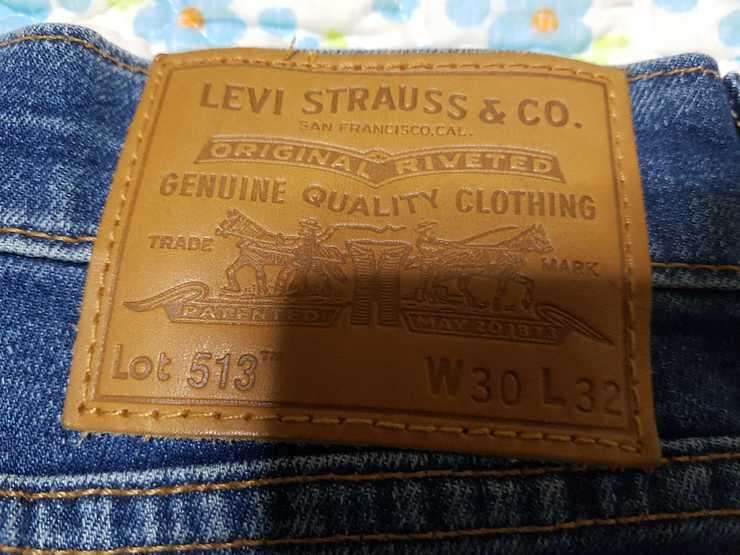 LEVI STRAUSS & CO.
SAN FRANCISCO, CAL.
ORIGINAL RIVETED
GENUINE QUALITY CLOTHING
TRADE MARK
PATENTED MAY 20 1873
Lot 513™ W30 L32